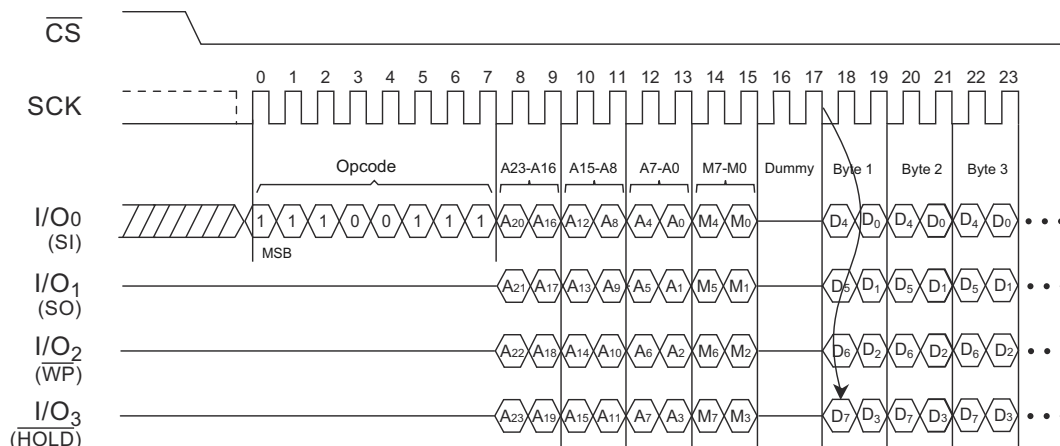 CS
0 1 2 3 4 5 6 7 8 9 10 11 12 13 14 15 16 17 18 19 20 21 22 23
SCK
Opcode A23-A16 A15-A8 A7-A0 M7-M0 Dummy Byte 1 Byte 2 Byte 3
I/O0 1 1 1 0 0 1 1 1 A20 A16 A12 A8 A4 A0 M4 M0 D4 D0 D4 D0 D4 D0 • • •
(SI)
MSB
I/O1 A21 A17 A13 A9 A5 A1 M5 M1 D5 D1 D5 D1 D5 D1 • •
(SO)
I/O2 A22 A18 A14 A10 A6 A2 M6 M2 D6 D2 D6 D2 D6 D2 • •
(WP)
I/O3 A23 A19 A15 A11 A7 A3 M7 M3 D7 D3 D7 D3 D7 D3 • •
(HOLD)